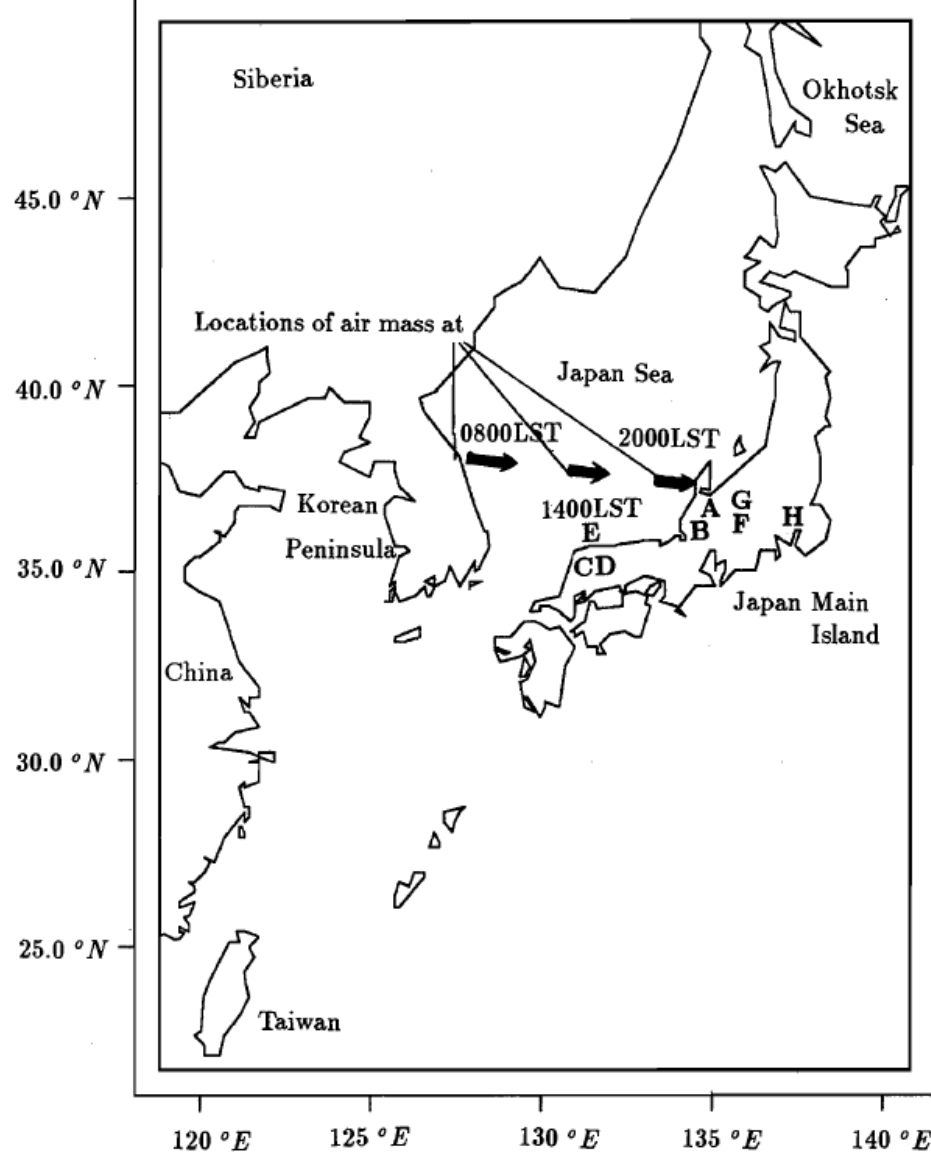 Siberia
Okhotsk
Sea
45.0 °N
Locations of air mass at
Japan Sea
40.0 °N
0800LST
2000LST
Korean
1400LST
A
G
B
F
H
E
Peninsula
35.0 °N
CD
Japan Main
Island
China
30.0 °N
25.0 °N
Taiwan
120 °E
125 °E
130 °E
135 °E
140 °E